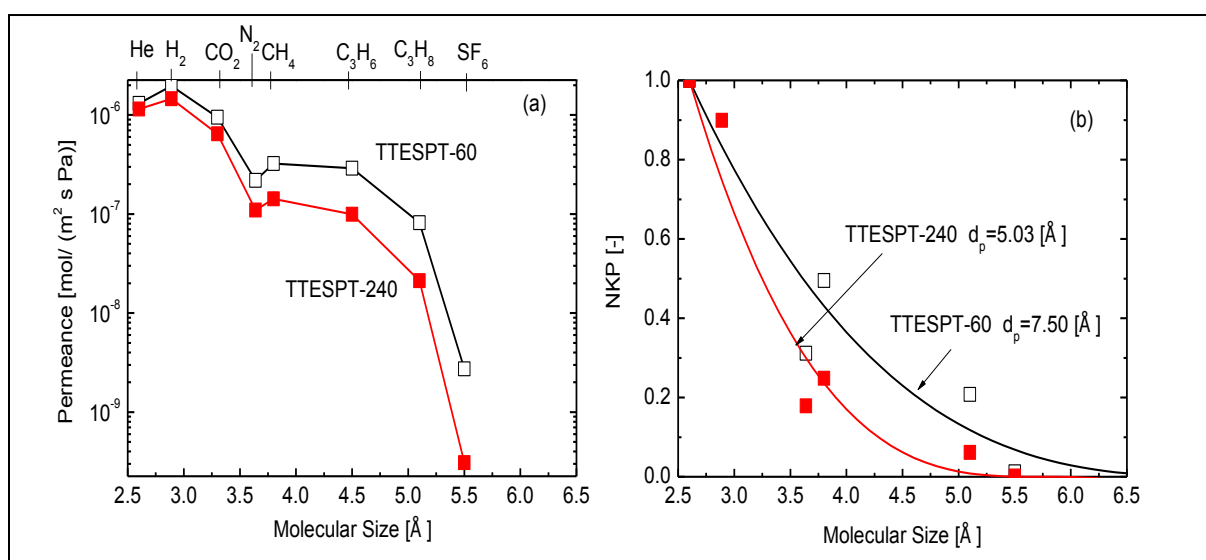 He H₂ CO₂ N₂ CH₄ C₃H₆ C₃H₈ SF₆
(a)
10⁻⁶
10⁻⁷
10⁻⁸
10⁻⁹
Permeance [mol/ (m² s Pa)]
TTESPT-60
TTESPT-240
2.5 3.0 3.5 4.0 4.5 5.0 5.5 6.0 6.5
Molecular Size [Å ]
(b)
1.0
0.8
0.6
0.4
0.2
0.0
NKP [-]
TTESPT-240 dₚ=5.03 [Å ]
TTESPT-60 dₚ=7.50 [Å ]
2.5 3.0 3.5 4.0 4.5 5.0 5.5 6.0 6.5
Molecular Size [Å ]